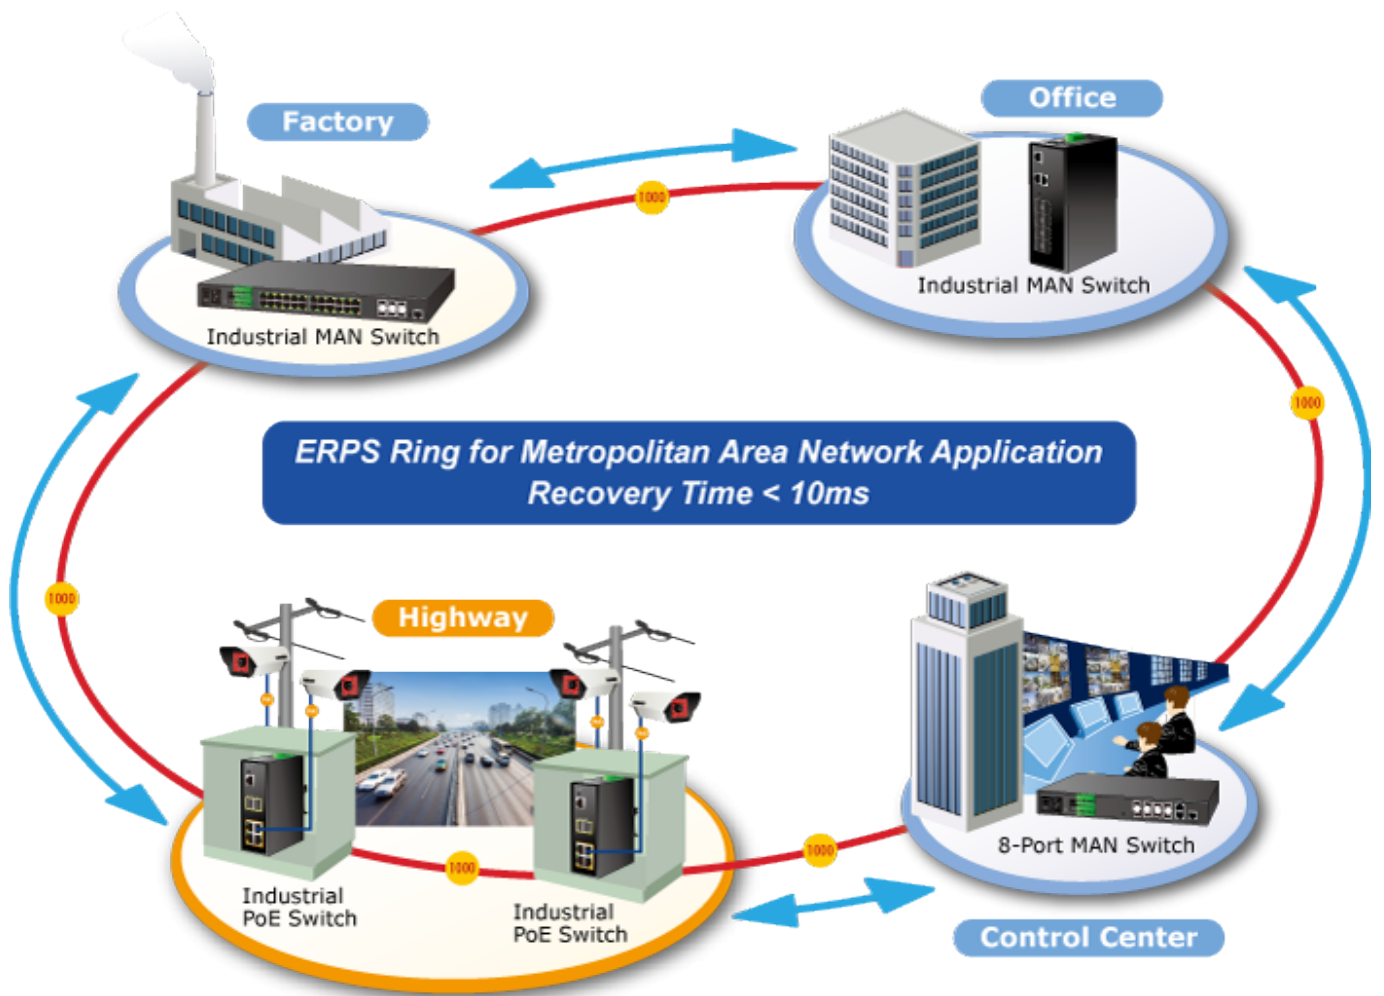 Factory
Office
1000
Industrial MAN Switch
Industrial MAN Switch
1000
ERPS Ring for Metropolitan Area Network Application
Recovery Time < 10ms
1000
Highway
1000
1000
8-Port MAN Switch
Industrial
PoE Switch
Industrial
PoE Switch
Control Center